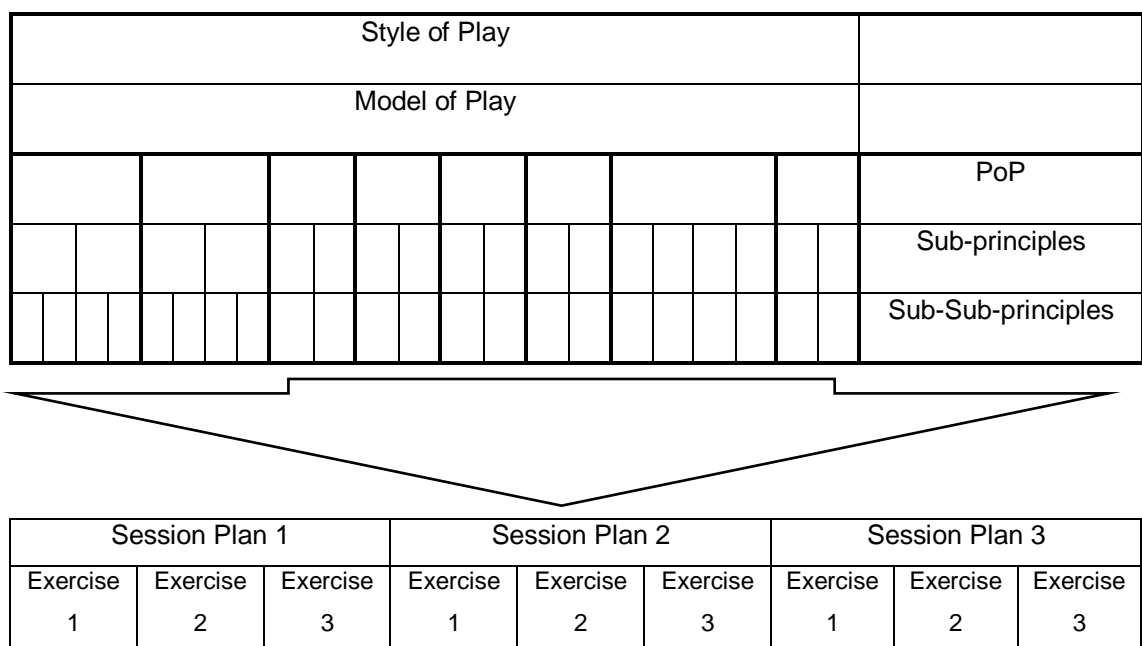 Style of Play
Model of Play
PoP
Sub-principles
Sub-Sub-principles
Session Plan 1 Session Plan 2 Session Plan 3
Exercise Exercise Exercise Exercise Exercise Exercise Exercise Exercise Exercise
1 2 3 1 2 3 1 2 3